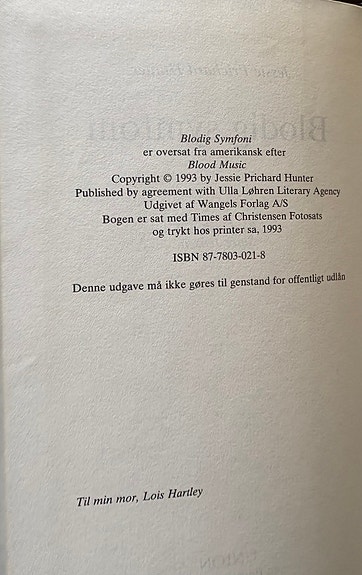 Blodig Symfoni
er oversat fra amerikansk efter
Blood Music
Copyright © 1993 by Jessie Prichard Hunter
Published by agreement with Ulla Løhren Literary Agency
Udgivet af Wangels Forlag A/S
Bogen er sat med Times af Christensen Fotosats
og trykt hos printer sa, 1993
ISBN 87-7803-021-8
Denne udgave må ikke gøres til genstand for offentligt udlån
Til min mor, Lois Hartley